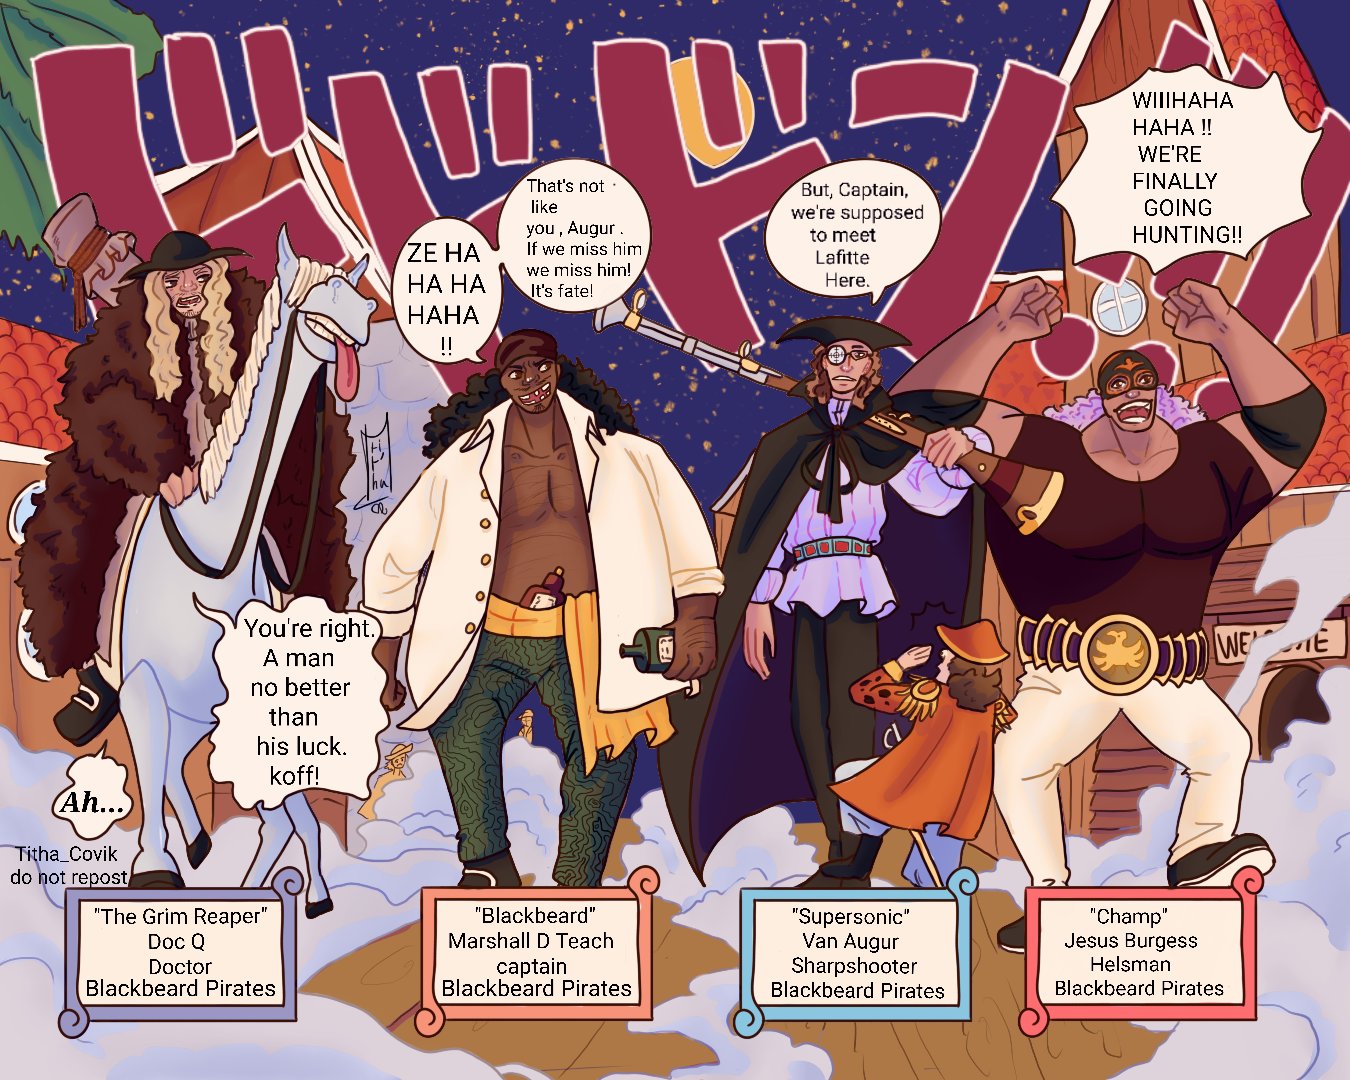 ドドドン..!!
WIIIHAHA
HAHA !!
WE'RE
FINALLY
GOING
HUNTING!!
But, Captain,
we're supposed
to meet
Lafitte
Here.
That's not
like
you , Augur .
If we miss him
we miss him!
It's fate!
ZE HA
HA HA
HAHA
!!
You're right.
A man
no better
than
his luck.
koff!
Ah...
WELCOME
Titha_Covik
do not repost
"The Grim Reaper"
Doc Q
Doctor
Blackbeard Pirates
"Blackbeard"
Marshall D Teach
captain
Blackbeard Pirates
"Supersonic"
Van Augur
Sharpshooter
Blackbeard Pirates
"Champ"
Jesus Burgess
Helsman
Blackbeard Pirates